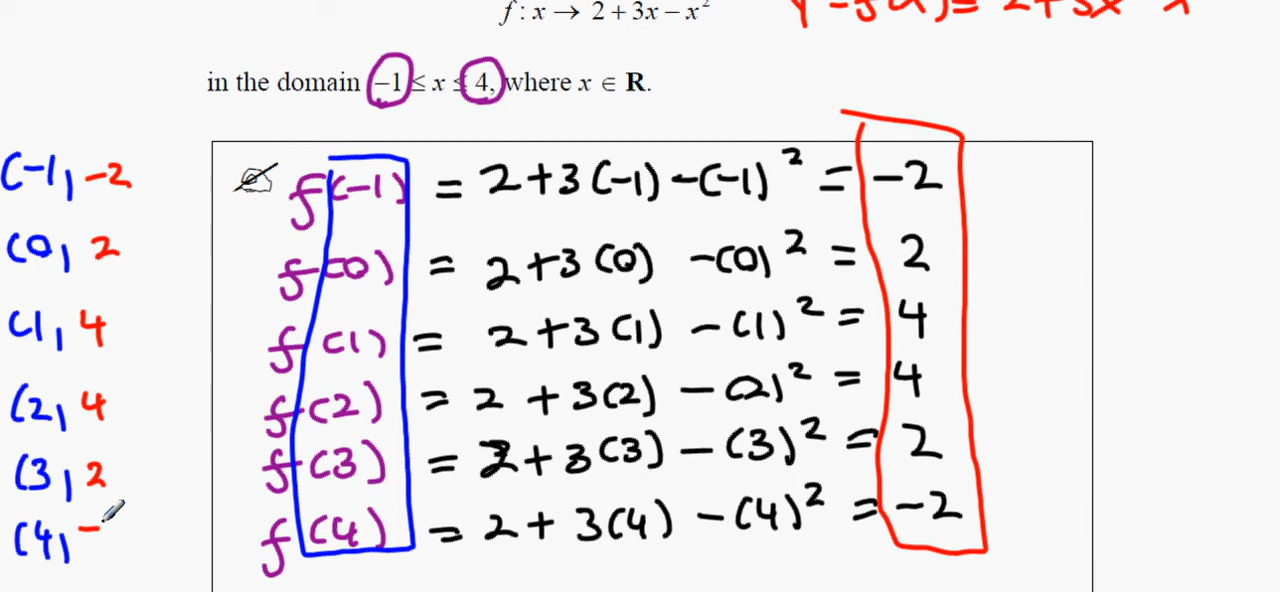 f : x → 2 + 3x − x² y = f(x) = 2 + 3x - x
in the domain −1 ≤ x ≤ 4, where x ∈ R.
(-1, -2
f(-1) = 2+3(-1) -(-1)² = -2
(0, 2
f(0) = 2+3(0) -(0)² = 2
(1, 4
f(1) = 2+3(1) -(1)² = 4
(2, 4
f(2) = 2 + 3(2) -(2)² = 4
(3, 2
f(3) = 2+3(3) -(3)² = 2
(4, -
f(4) = 2 + 3(4) -(4)² = -2